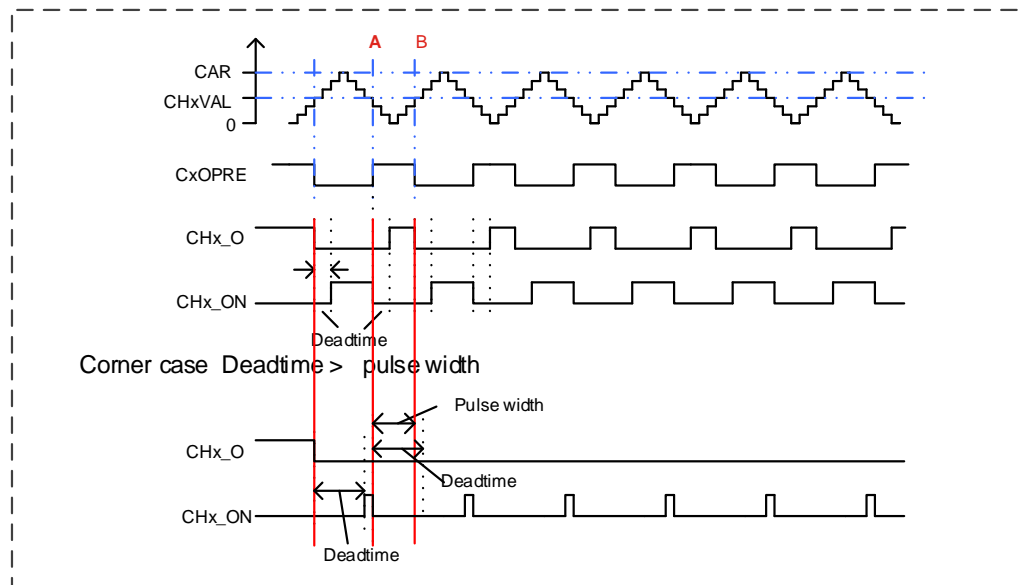 A B
CAR
CHxVAL
0
CxOPRE
CHx_O
CHx_ON
Deadtime
Corner case Deadtime > pulse width
Pulse width
CHx_O
Deadtime
CHx_ON
Deadtime